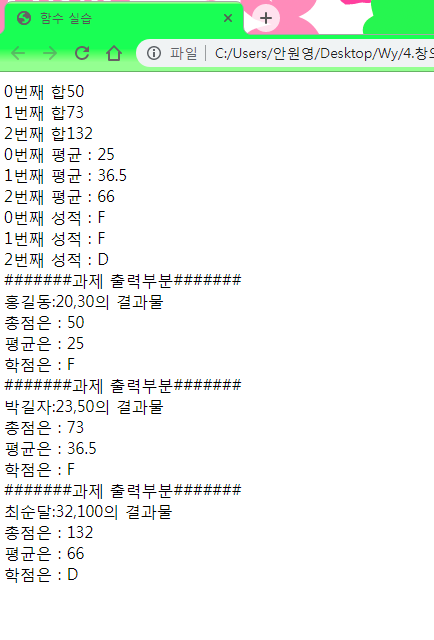 함수 실습
파일 C:/Users/안원영/Desktop/Wy/4.창으
0번째 합50
1번째 합73
2번째 합132
0번째 평균 : 25
1번째 평균 : 36.5
2번째 평균 : 66
0번째 성적 : F
1번째 성적 : F
2번째 성적 : D
#######과제 출력부분#######
홍길동:20,30의 결과물
총점은 : 50
평균은 : 25
학점은 : F
#######과제 출력부분#######
박길자:23,50의 결과물
총점은 : 73
평균은 : 36.5
학점은 : F
#######과제 출력부분#######
최순달:32,100의 결과물
총점은 : 132
평균은 : 66
학점은 : D